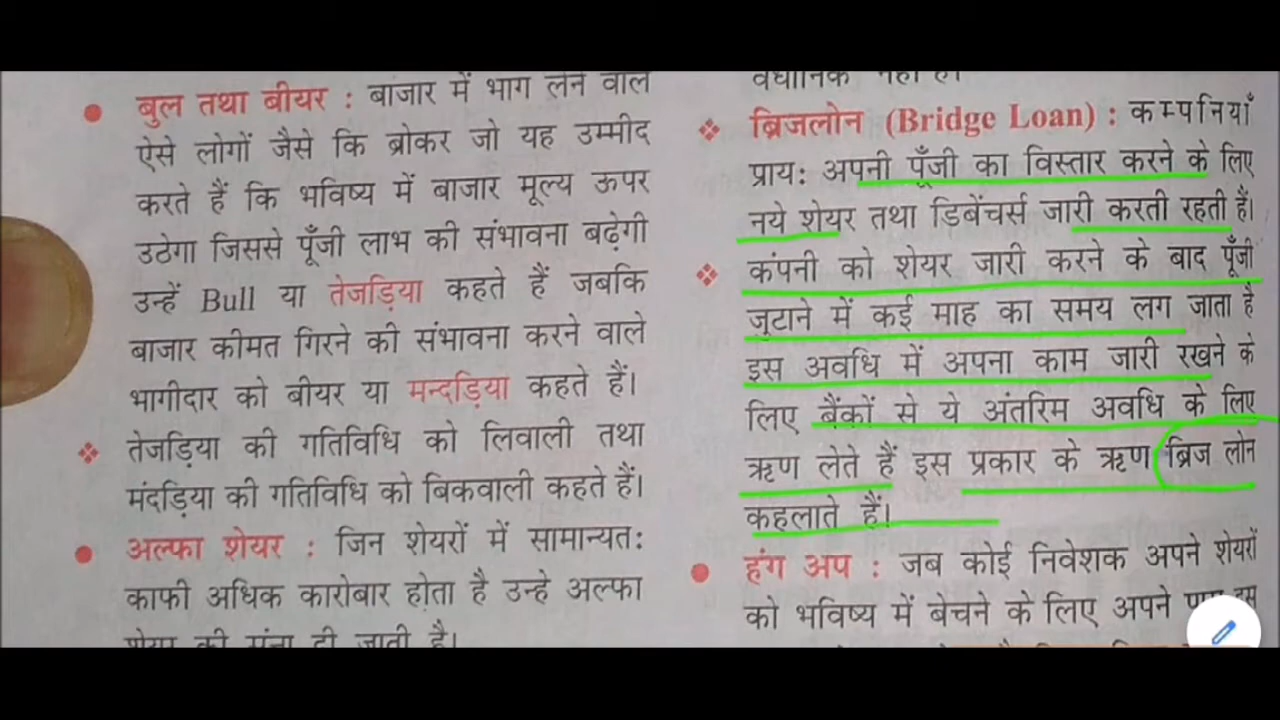 बुल तथा बीयर : बाजार में भाग लेने वाले
ऐसे लोगों जैसे कि ब्रोकर जो यह उम्मीद
करते हैं कि भविष्य में बाजार मूल्य ऊपर
उठेगा जिससे पूँजी लाभ की संभावना बढ़ेगी
उन्हें Bull या तेजड़िया कहते हैं जबकि
बाजार कीमत गिरने की संभावना करने वाले
भागीदार को बीयर या मन्दड़िया कहते हैं।
तेजड़िया की गतिविधि को लिवाली तथा
मंदड़िया की गतिविधि को बिकवाली कहते हैं।
अल्फा शेयर : जिन शेयरों में सामान्यत:
काफी अधिक कारोबार होता है उन्हे अल्फा
शेयर की संज्ञा दी जाती है।
ब्रिजलोन (Bridge Loan) : कम्पनियाँ
प्राय: अपनी पूँजी का विस्तार करने के लिए
नये शेयर तथा डिबेंचर्स जारी करती रहती हैं।
कंपनी को शेयर जारी करने के बाद पूँजी
जुटाने में कई माह का समय लग जाता है
इस अवधि में अपना काम जारी रखने के
लिए बैंकों से ये अंतरिम अवधि के लिए
ऋण लेते हैं इस प्रकार के ऋण ब्रिज लोन
कहलाते हैं।
हंग अप : जब कोई निवेशक अपने शेयरों
को भविष्य में बेचने के लिए अपने पास इस